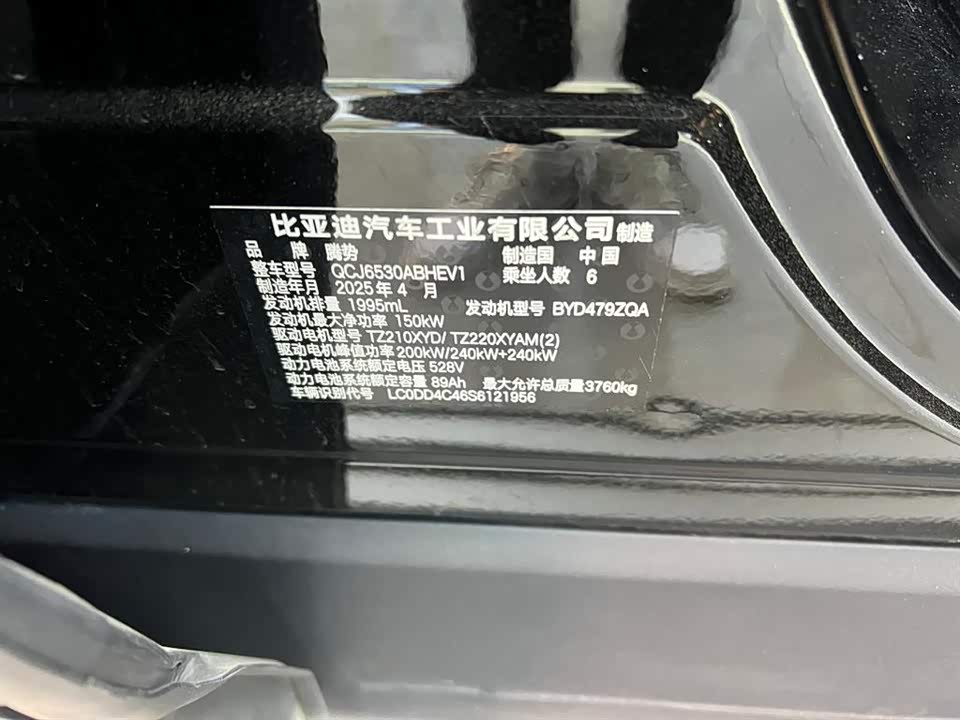 比亚迪汽车工业有限公司制造
品 牌 腾势 制造国 中国
整车型号 QCJ6530ABHEV1 乘坐人数 6
制造年月 2025年4月
发动机排量 1995mL 发动机型号 BYD479ZQA
发动机最大净功率 150kW
驱动电机型号 TZ210XYD/ TZ220XYAM(2)
驱动电机峰值功率 200kW/240kW+240kW
动力电池系统额定电压 528V
动力电池系统额定容量 89Ah 最大允许总质量3760kg
车辆识别代号 LC0DD4C46S6121956